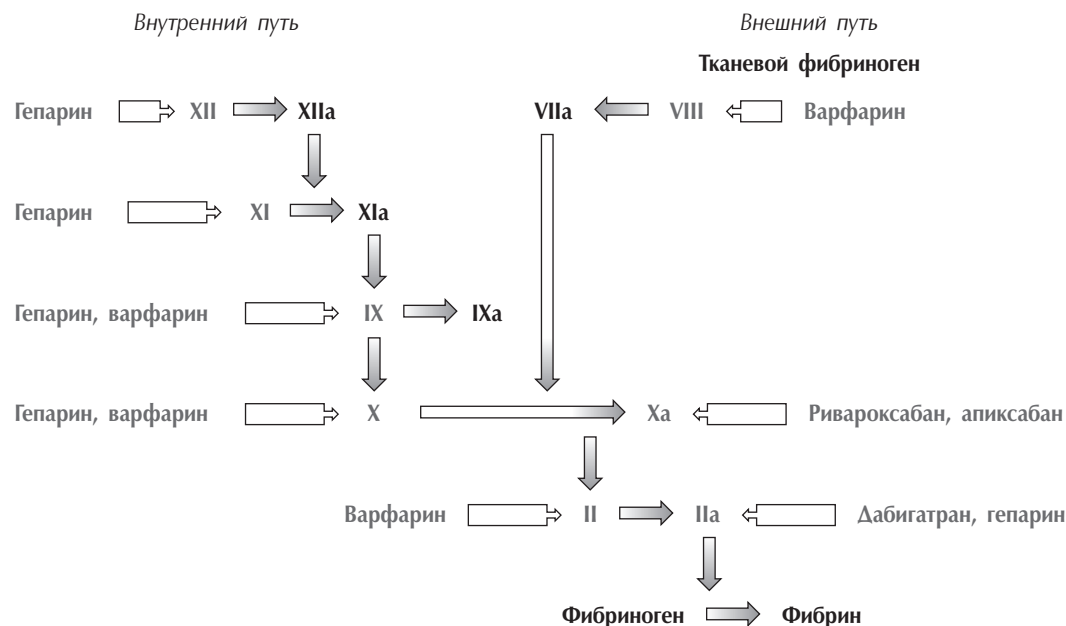 Внутренний путь Внешний путь
Тканевой фибриноген
Гепарин XII XIIa VIIa VIII Варфарин
Гепарин XI XIa
Гепарин, варфарин IX IXa
Гепарин, варфарин X Xa Ривароксабан, апиксабан
Варфарин II IIa Дабигатран, гепарин
Фибриноген Фибрин